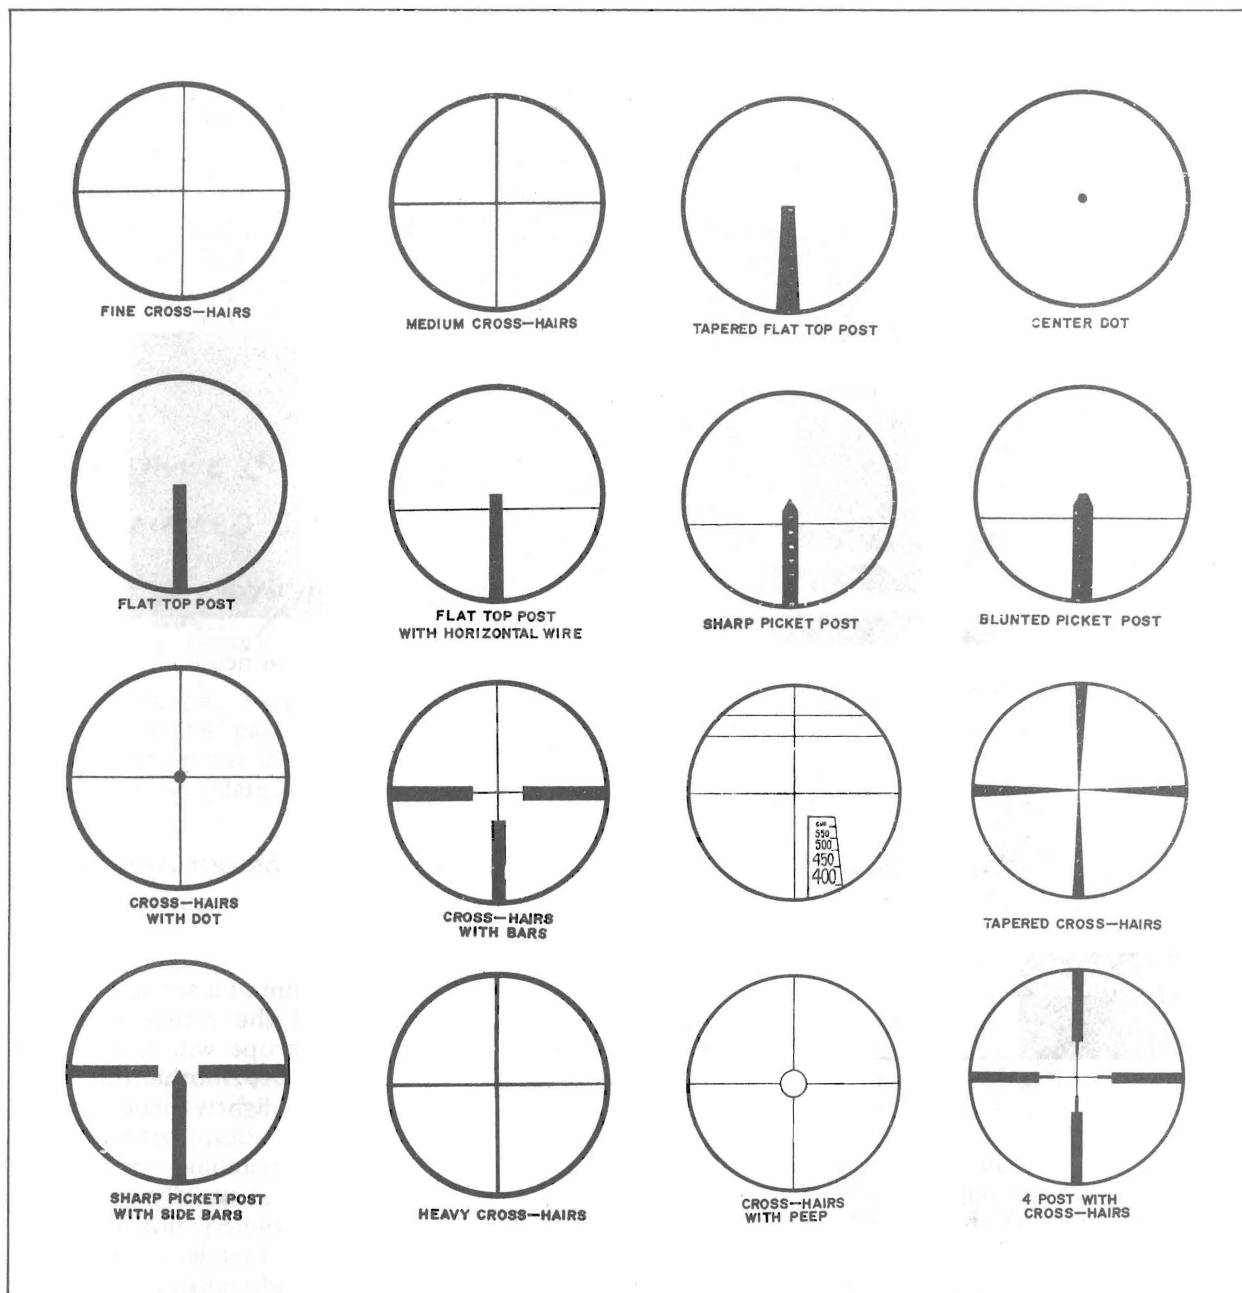 FINE CROSS—HAIRS
MEDIUM CROSS—HAIRS
TAPERED FLAT TOP POST
CENTER DOT
FLAT TOP POST
FLAT TOP POST
WITH HORIZONTAL WIRE
SHARP PICKET POST
BLUNTED PICKET POST
CROSS—HAIRS
WITH DOT
CROSS—HAIRS
WITH BARS
600
550
500
450
400
TAPERED CROSS—HAIRS
SHARP PICKET POST
WITH SIDE BARS
HEAVY CROSS—HAIRS
CROSS—HAIRS
WITH PEEP
4 POST WITH
CROSS—HAIRS